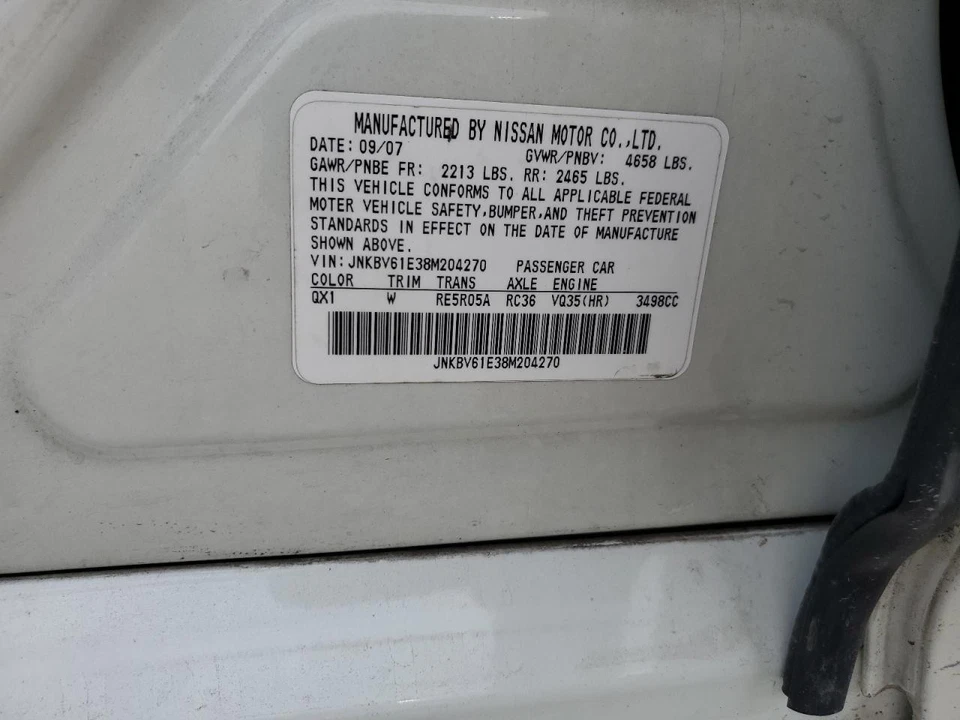 MANUFACTURED BY NISSAN MOTOR CO.,LTD.
DATE: 09/07 GVWR/PNBV: 4658 LBS.
GAWR/PNBE FR: 2213 LBS. RR: 2465 LBS.
THIS VEHICLE CONFORMS TO ALL APPLICABLE FEDERAL
MOTER VEHICLE SAFETY,BUMPER,AND THEFT PREVENTION
STANDARDS IN EFFECT ON THE DATE OF MANUFACTURE
SHOWN ABOVE.
VIN:JNKBV61E38M204270 PASSENGER CAR
COLOR TRIM TRANS AXLE ENGINE
QX1 W RE5R05A RC36 VQ35(HR) 3498CC
JNKBV61E38M204270